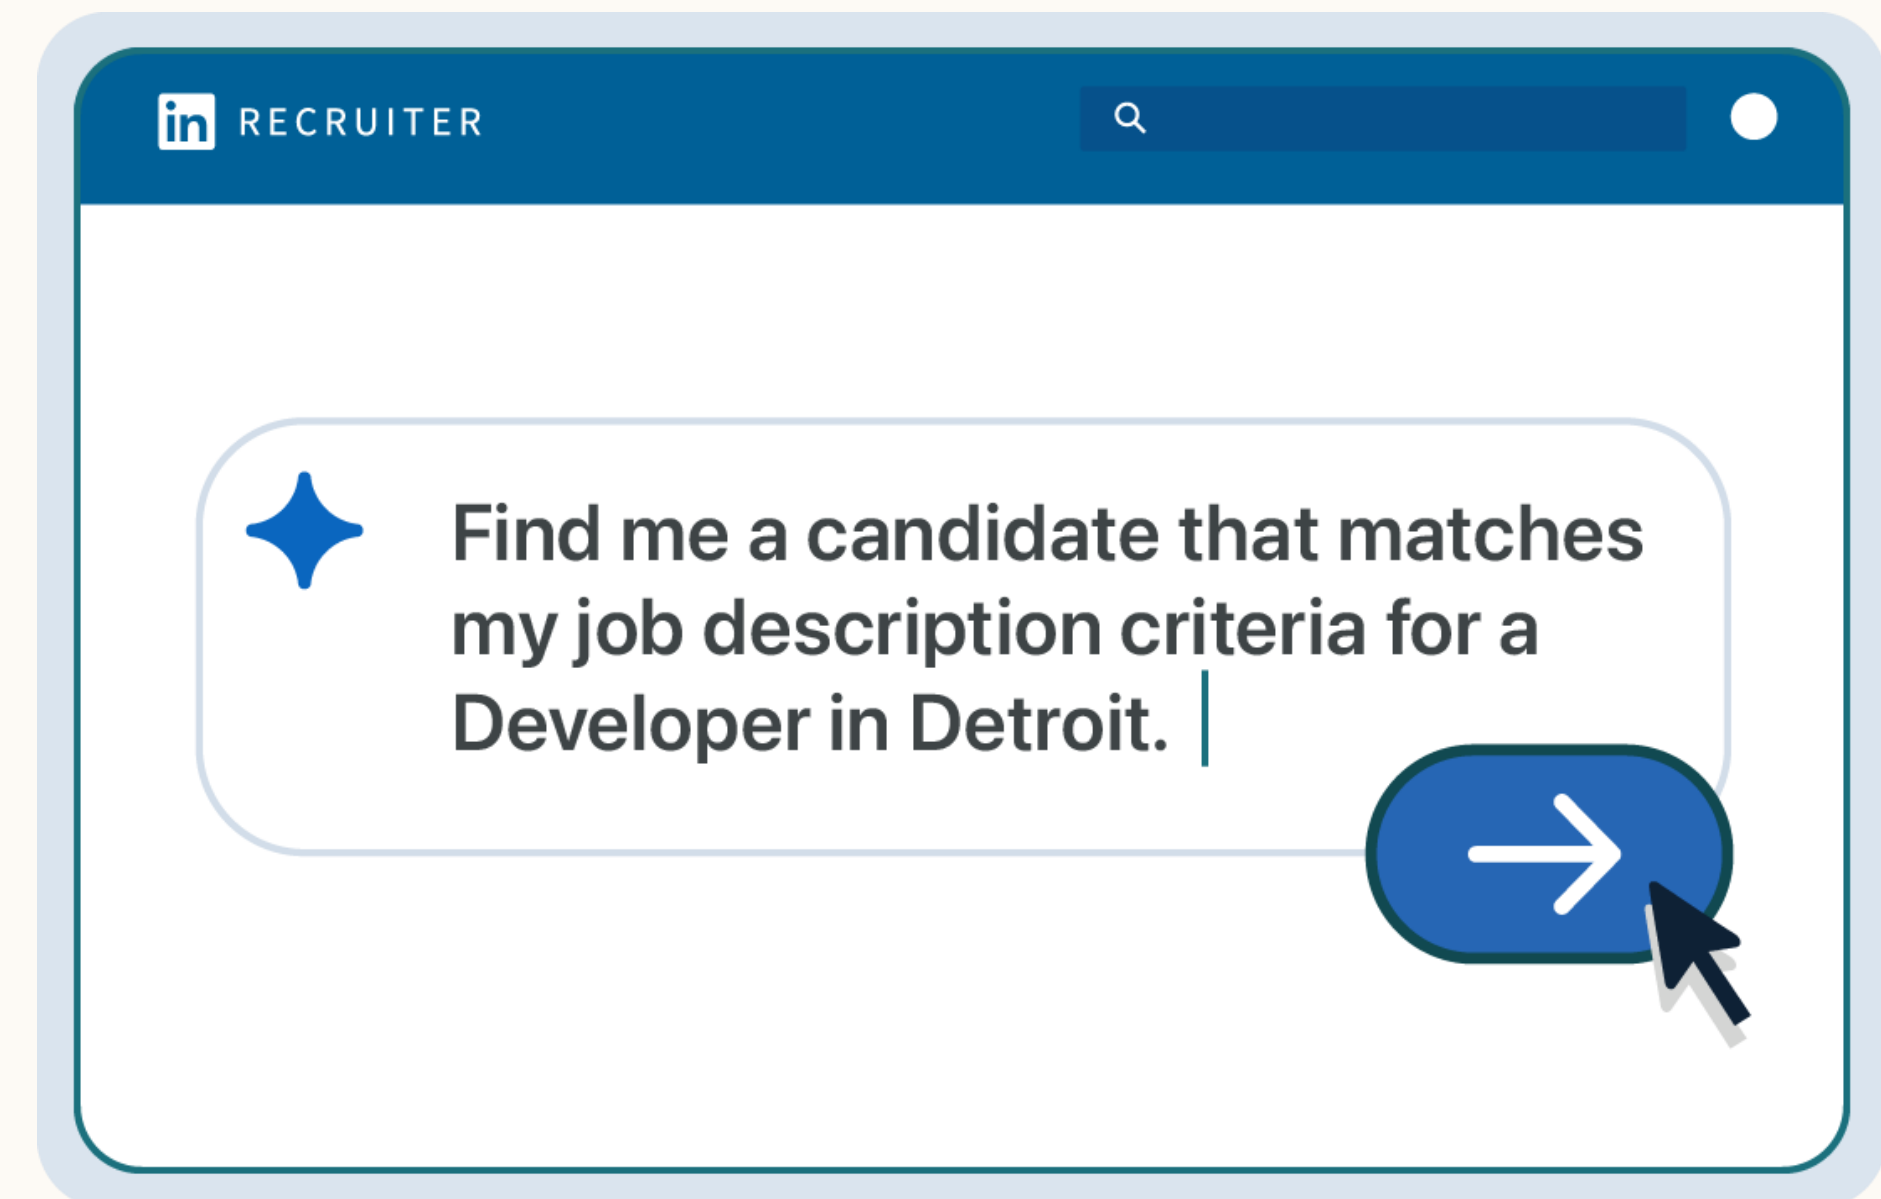 in RECRUITER
Find me a candidate that matches
my job description criteria for a
Developer in Detroit.